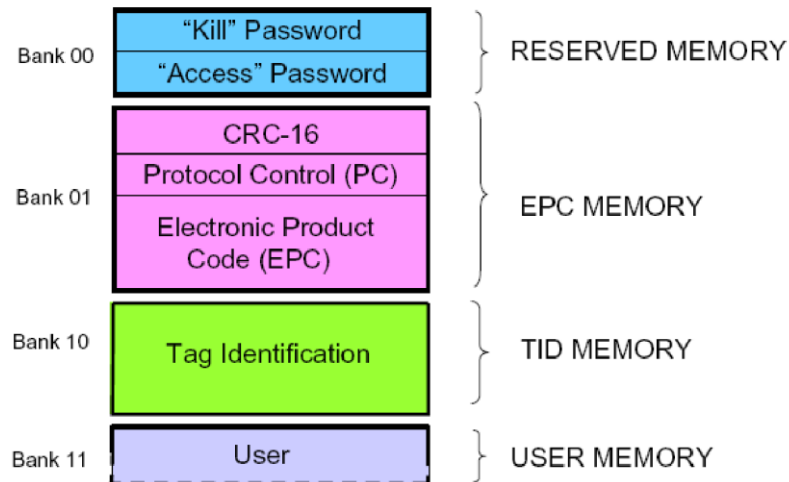 Bank 00
“Kill” Password
“Access” Password
RESERVED MEMORY
Bank 01
CRC-16
Protocol Control (PC)
Electronic Product
Code (EPC)
EPC MEMORY
Bank 10
Tag Identification
TID MEMORY
Bank 11
User
USER MEMORY